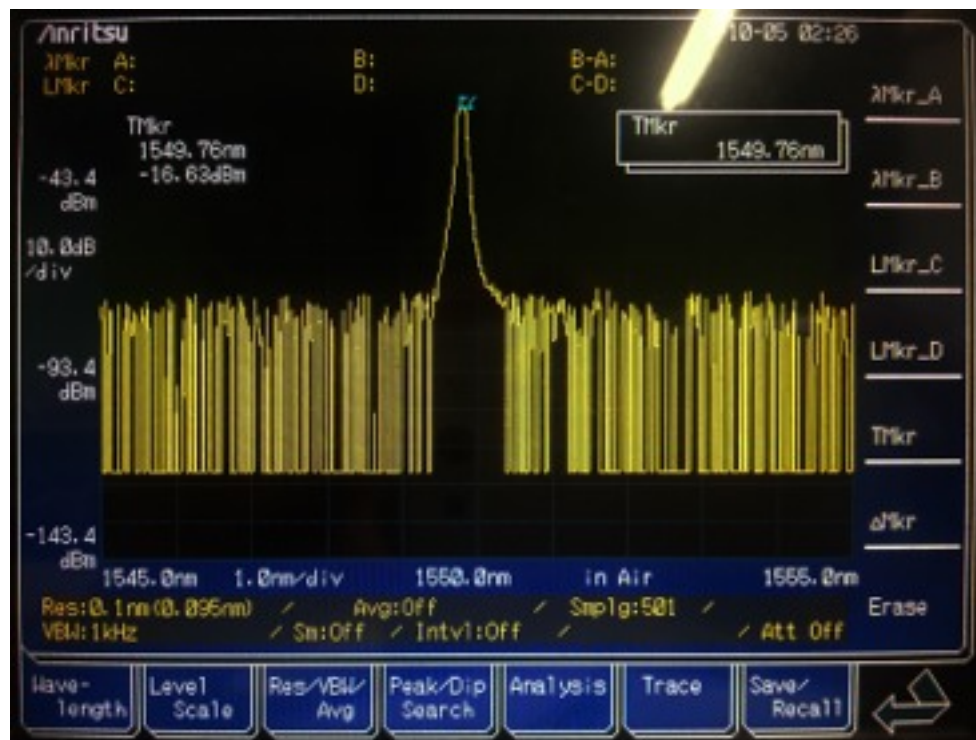 Anritsu
10-05 02:26
λMkr A: B: B-A:
LMkr C: D: C-D:
λMkr_A
TMkr
1549.76nm
-16.63dBm
TMkr
1549.76nm
-43.4
dBm
λMkr_B
10.0dB
/div
LMkr_C
-93.4
dBm
LMkr_D
TMkr
-143.4
dBm
ΔMkr
1545.0nm 1.0nm/div 1550.0nm in Air 1555.0nm
Res:0.1nm(0.095nm) / Avg:Off / Smplg:501 /
Erase
VBW:1kHz / Sm:Off / Intvl:Off / / Att Off
Wave-
length
Level
Scale
Res/VBW/
Avg
Peak/Dip
Search
Analysis
Trace
Save/
Recall